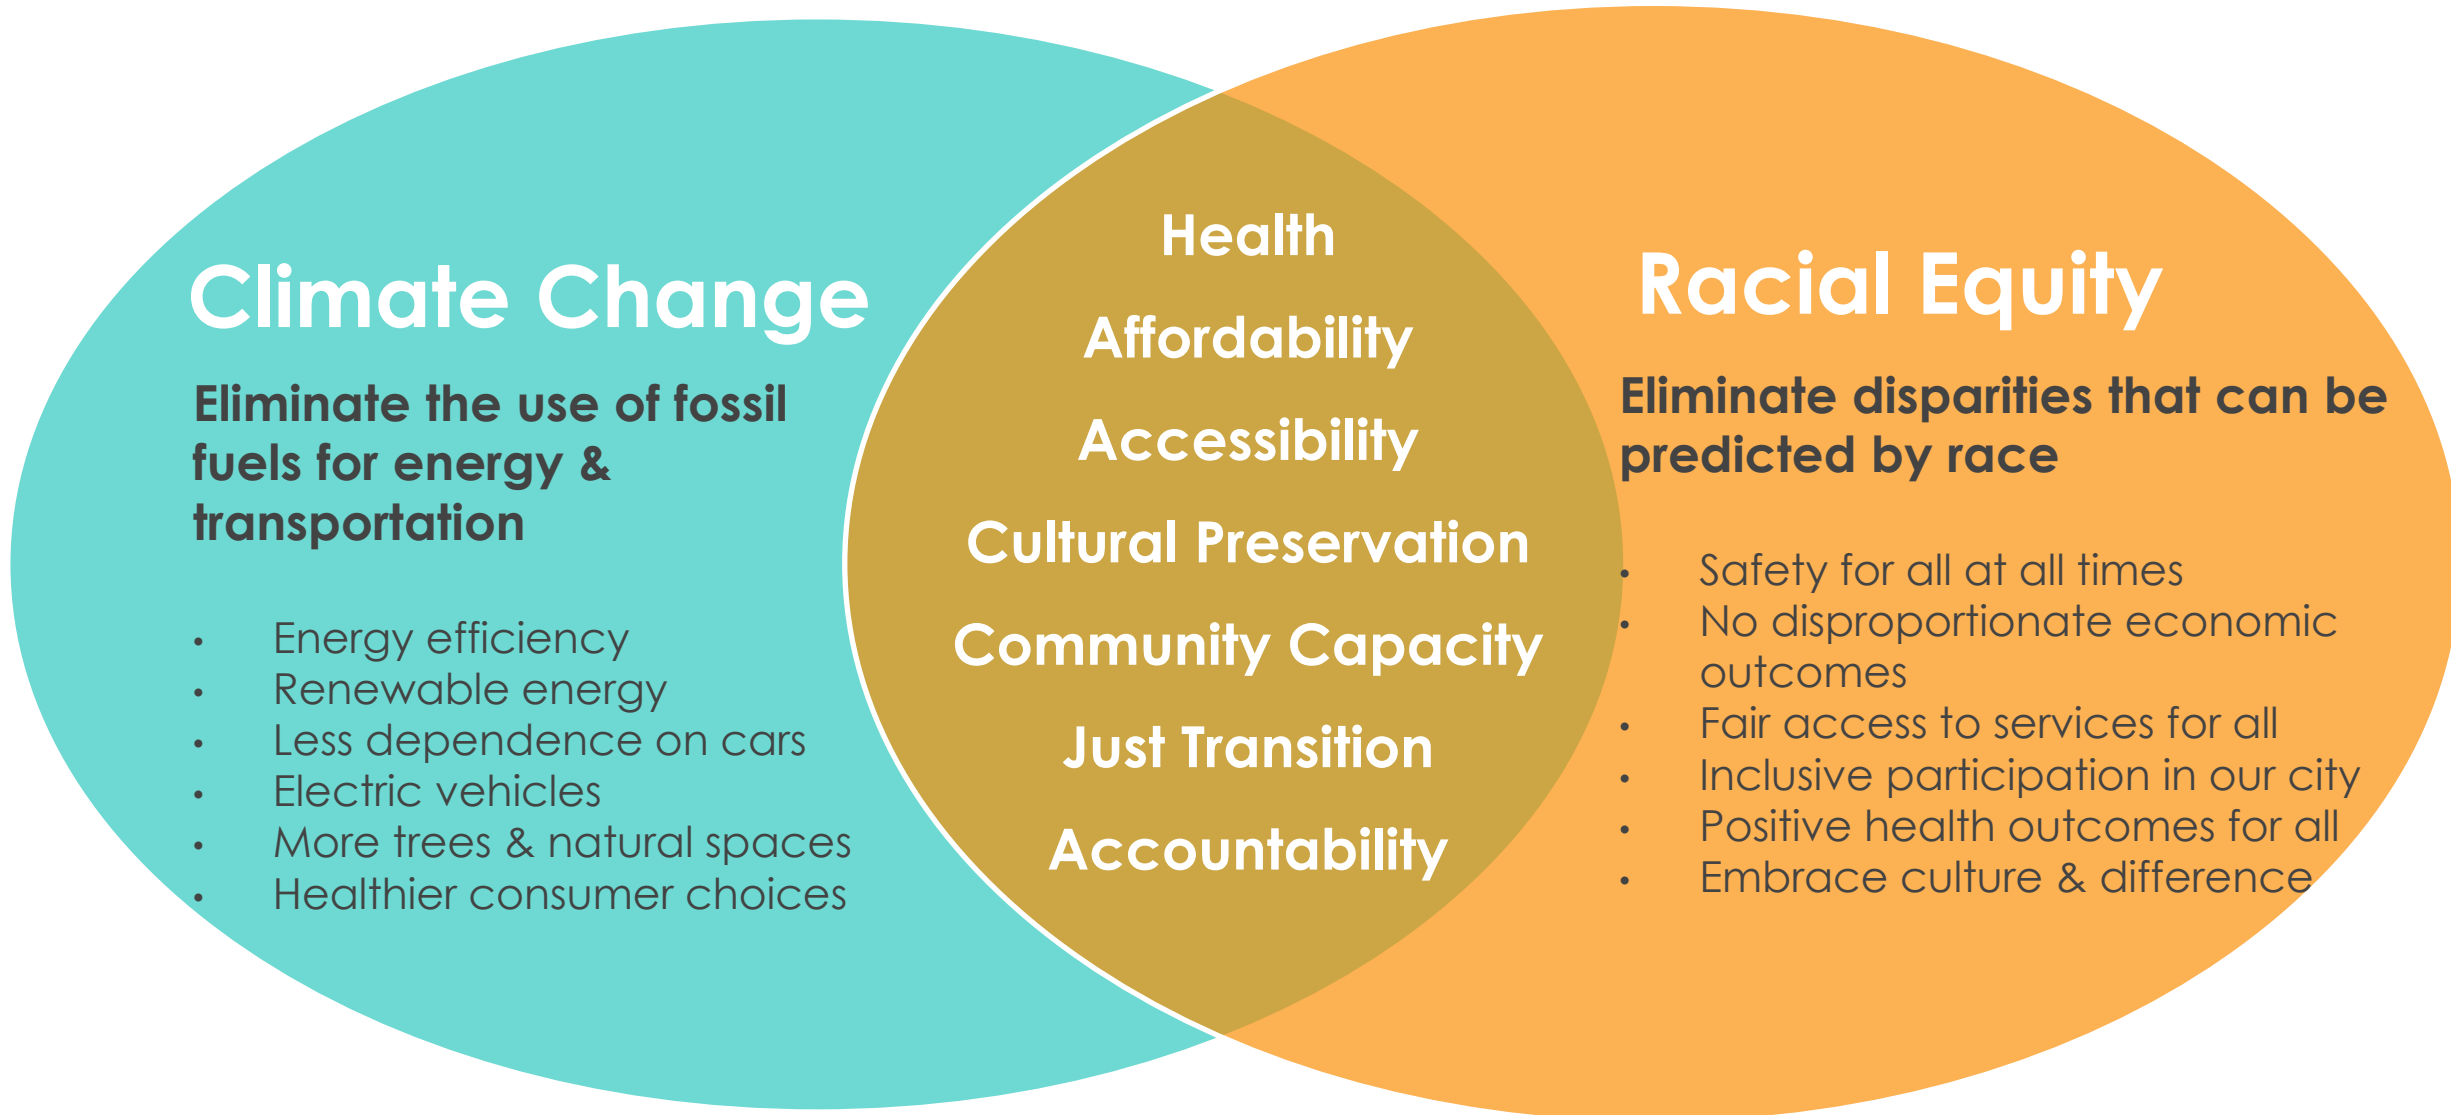 Climate Change
Eliminate the use of fossil
fuels for energy &
transportation
• Energy efficiency
• Renewable energy
• Less dependence on cars
• Electric vehicles
• More trees & natural spaces
• Healthier consumer choices
Health
Affordability
Accessibility
Cultural Preservation
Community Capacity
Just Transition
Accountability
Racial Equity
Eliminate disparities that can be
predicted by race
• Safety for all at all times
• No disproportionate economic
outcomes
• Fair access to services for all
• Inclusive participation in our city
• Positive health outcomes for all
• Embrace culture & difference